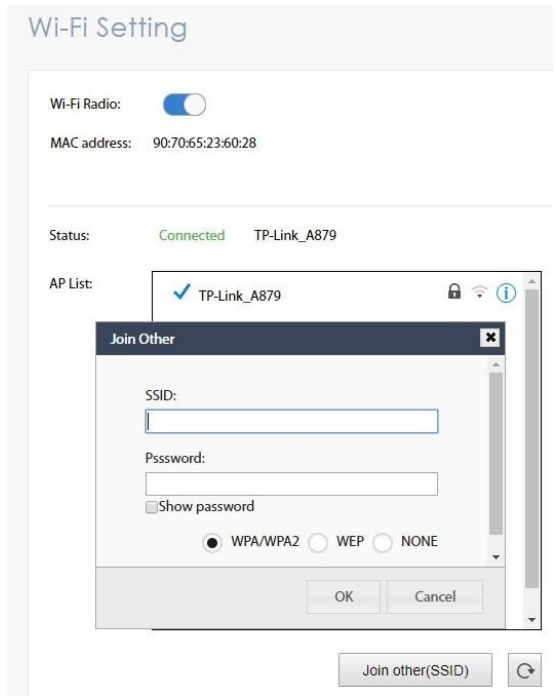 Wi-Fi Setting
Wi-Fi Radio:
MAC address: 90:70:65:23:60:28
Status: Connected TP-Link_A879
AP List:
TP-Link_A879
Join Other
SSID:
Psssword:
Show password
WPA/WPA2 WEP NONE
OK Cancel
Join other(SSID)